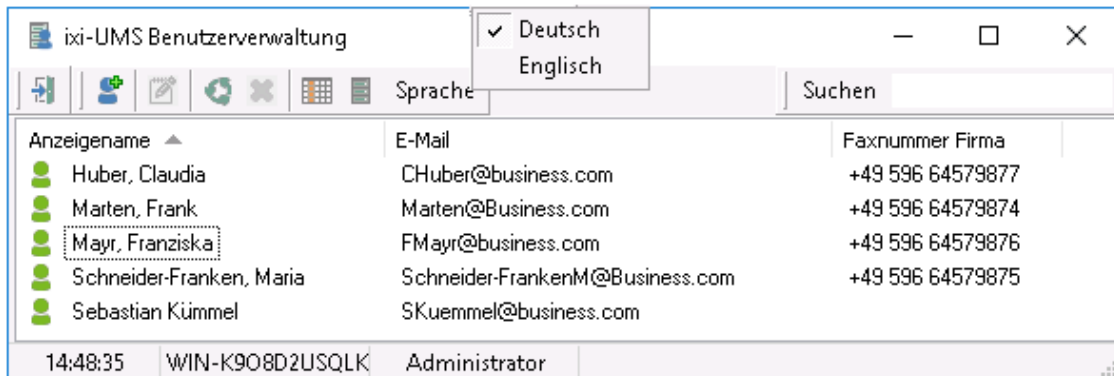 ixi-UMS Benutzerverwaltung
Deutsch
Englisch
Sprache
Suchen
Anzeigename E-Mail Faxnummer Firma
Huber, Claudia CHuber@business.com +49 596 64579877
Marten, Frank Marten@Business.com +49 596 64579874
Mayr, Franziska FMayr@business.com +49 596 64579876
Schneider-Franken, Maria Schneider-FrankenM@Business.com +49 596 64579875
Sebastian Kümmel SKuemmel@business.com
14:48:35 WIN-K9O8D2USQLK Administrator